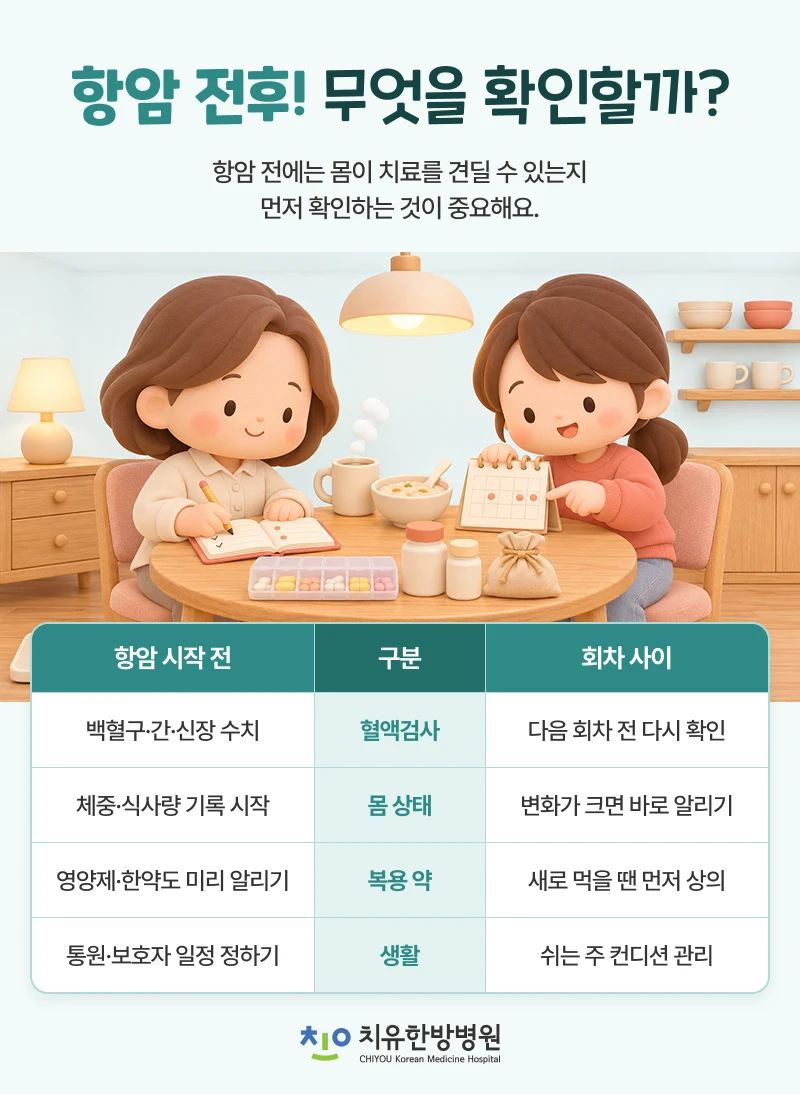 항암 전후! 무엇을 확인할까?
항암 전에는 몸이 치료를 견딜 수 있는지
먼저 확인하는 것이 중요해요.
항암 시작 전 구분 회차 사이
백혈구·간·신장 수치 혈액검사 다음 회차 전 다시 확인
체중·식사량 기록 시작 몸 상태 변화가 크면 바로 알리기
영양제·한약도 미리 알리기 복용 약 새로 먹을 땐 먼저 상의
통원·보호자 일정 정하기 생활 쉬는 주 컨디션 관리
치유 치유한방병원
CHIYOU Korean Medicine Hospital